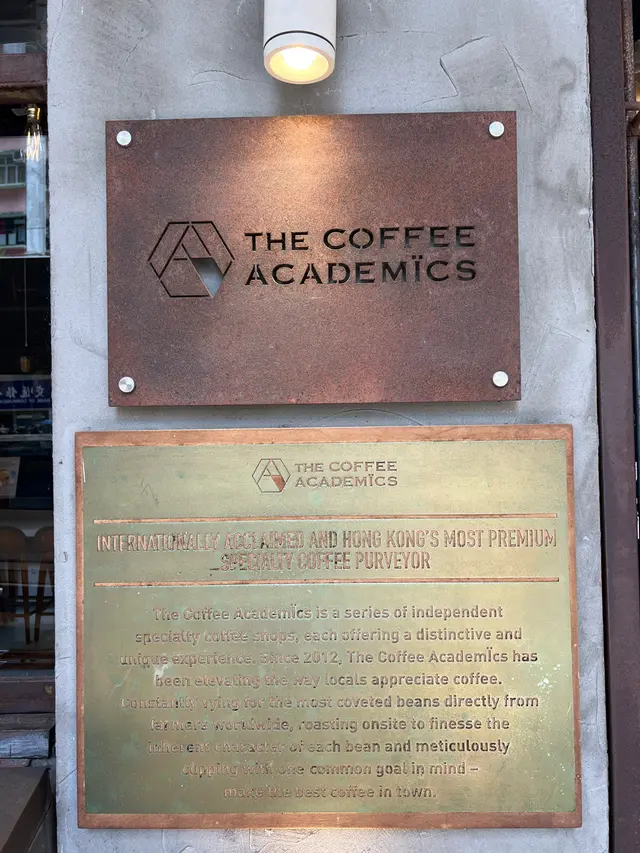 THE COFFEE
ACADEMÏCS
THE COFFEE
ACADEMÏCS
INTERNATIONALLY ACCLAIMED AND HONG KONG'S MOST PREMIUM
SPECIALTY COFFEE PURVEYOR
The Coffee Academïcs is a series of independent
specialty coffee shops, each offering a distinctive and
unique experience. Since 2012, The Coffee Academïcs has
been elevating the way locals appreciate coffee.
Constantly vying for the most coveted beans directly from
farmers worldwide, roasting onsite to finesse the
inherent character of each bean and meticulously
cupping with one common goal in mind –
make the best coffee in town.